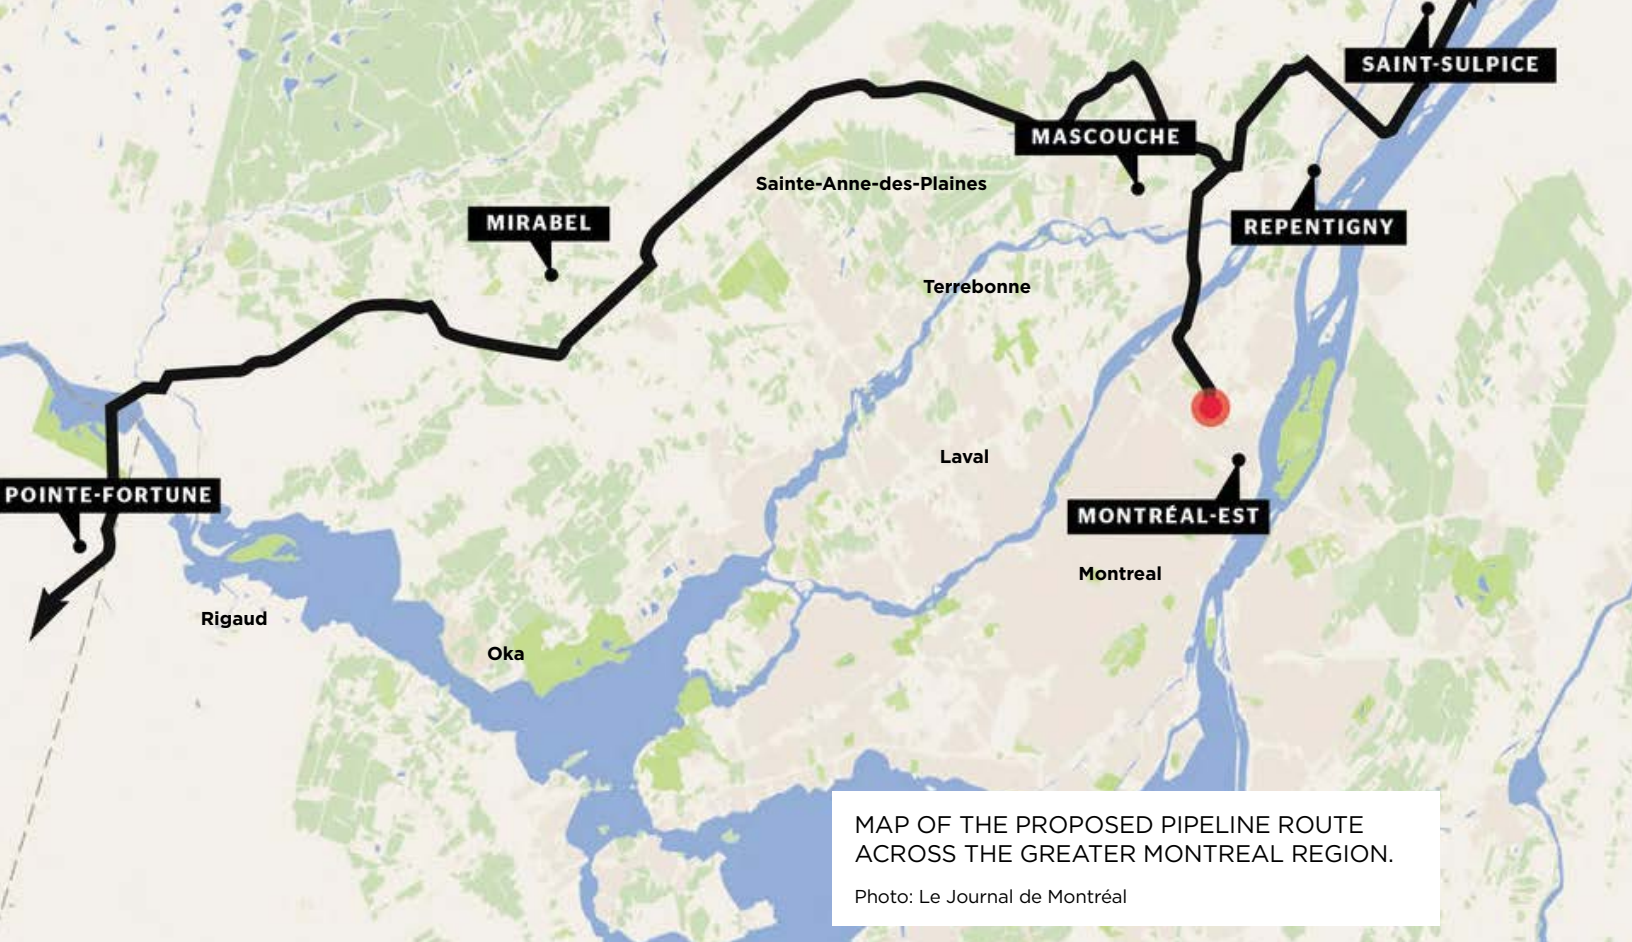 SAINT-SULPICE
MASCOUCHE
Sainte-Anne-des-Plaines
MIRABEL
REPENTIGNY
Terrebonne
Laval
POINTE-FORTUNE
MONTRÉAL-EST
Montreal
Rigaud
Oka
MAP OF THE PROPOSED PIPELINE ROUTE
ACROSS THE GREATER MONTREAL REGION.
Photo: Le Journal de Montréal